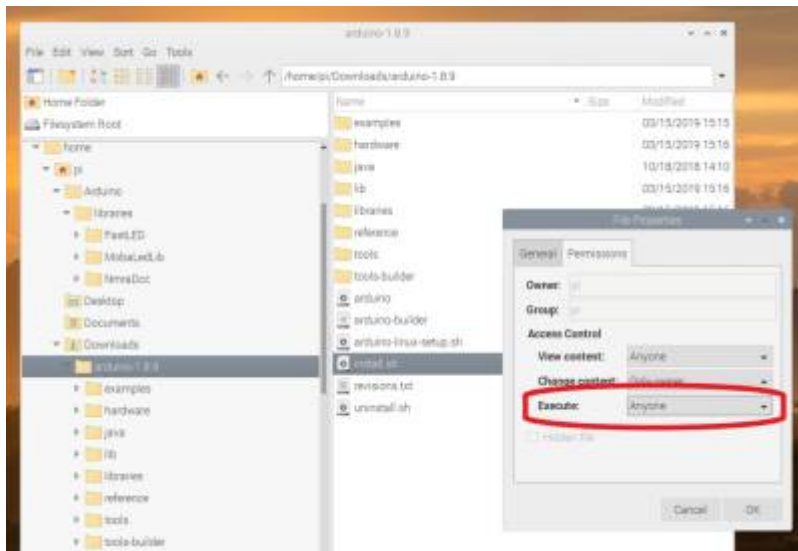 arduino-1.8.9
File Edit View Sort Go Tools
/home/pi/Downloads/arduino-1.8.9
Home Folder
Filesystem Root
home
pi
Arduino
libraries
FastLED
MobaLedLib
NmraDcc
Desktop
Documents
Downloads
arduino-1.8.9
examples
hardware
java
lib
libraries
reference
tools
tools-builder
Name Size Modified
examples 03/15/2019 15:15
hardware 03/15/2019 15:16
java 10/18/2018 14:10
lib 03/15/2019 15:16
libraries
reference
tools
tools-builder
arduino
arduino-builder
arduino-linux-setup.sh
install.sh
revisions.txt
uninstall.sh
File Properties
General Permissions
Owner: pi
Group: pi
Access Control
View content: Anyone
Change content: Only owner
Execute: Anyone
Hidden file
Cancel OK